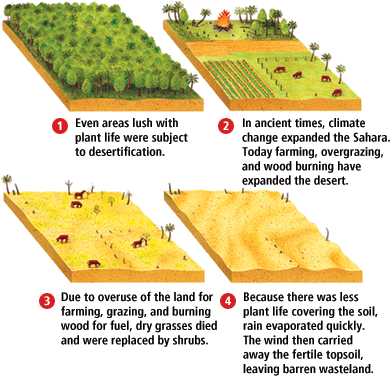 1 Even areas lush with
plant life were subject
to desertification.
2 In ancient times, climate
change expanded the Sahara.
Today farming, overgrazing,
and wood burning have
expanded the desert.
3 Due to overuse of the land for
farming, grazing, and burning
wood for fuel, dry grasses died
and were replaced by shrubs.
4 Because there was less
plant life covering the soil,
rain evaporated quickly.
The wind then carried
away the fertile topsoil,
leaving barren wasteland.